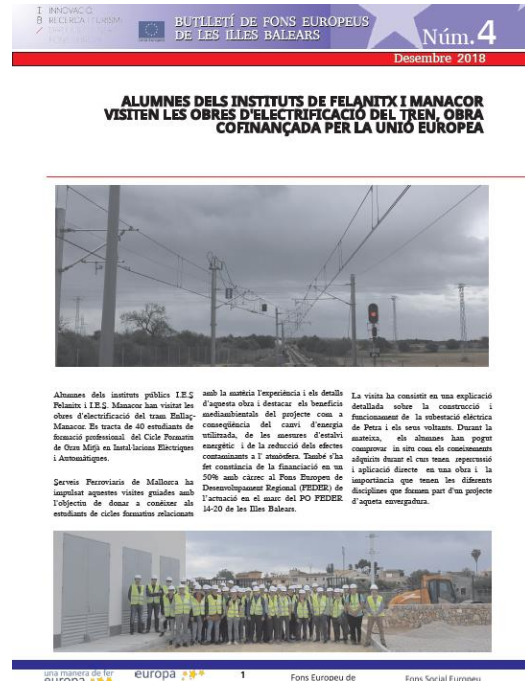 I INNOVACIÓ
B RECERCA I TURISME
BUTLLETÍ DE FONS EUROPEUS
DE LES ILLES BALEARS
Núm.4
Desembre 2018
ALUMNES DELS INSTITUTS DE FELANITX I MANACOR
VISITEN LES OBRES D'ELECTRIFICACIÓ DEL TREN, OBRA
COFINANÇADA PER LA UNIÓ EUROPEA
Alumnes dels instituts públics I.E.S
Felanitx i I.E.S. Manacor han visitat les
obres d'electrificació del tram Enllaç-
Manacor. Es tracta de 40 estudiants de
formació professional del Cicle Formatiu
de Grau Mitjà en Instal·lacions Elèctriques
i Automàtiques.
Serveis Ferroviaris de Mallorca ha
impulsat aquestes visites guiades amb
l'objectiu de donar a conèixer als
estudiants de cicles formatius relacionats
amb la matèria l'experiència i els detalls
d'aquesta obra i destacar els beneficis
mediambientals del projecte com a
conseqüència del canvi d'energia
utilitzada, de les mesures d'estalvi
energètic i de la reducció dels efectes
contaminants a l' atmósfera. També s'ha
fet constància de la financiació en un
50% amb càrrec al Fons Europeu de
Desenvolupament Regional (FEDER) de
l'actuació en el marc del PO FEDER
14-20 de les Illes Balears.
La visita ha consistit en una explicació
detallada sobre la construcció i
funcionament de la subestació elèctrica
de Petra i els seus voltants. Durant la
mateixa, els alumnes han pogut
comprovar in situ com els coneixements
adquirits durant el curs tenen repercussió
i aplicació directe en una obra i la
importància que tenen les diferents
disciplines que formen part d'un projecte
d'aqueta envergadura.
una manera de fer
europa
europa
1
Fons Europeu de
Fons Social Europeu